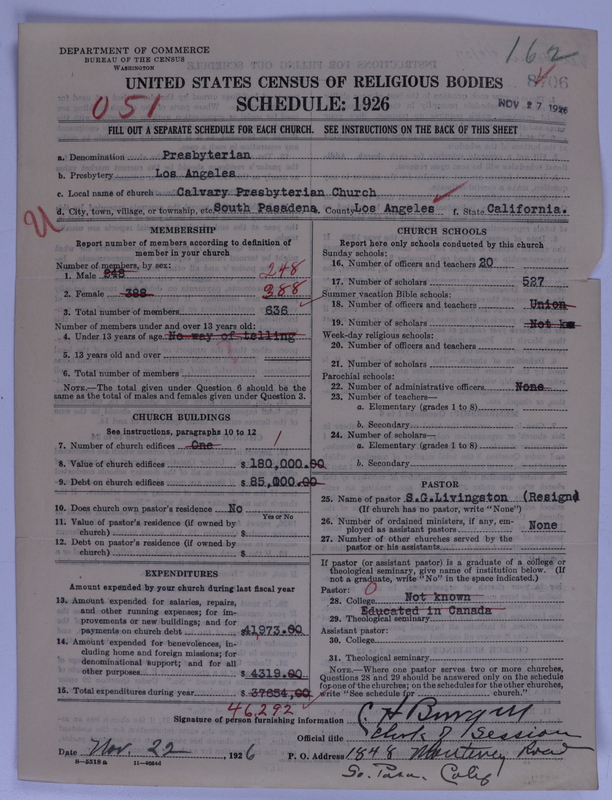 DEPARTMENT OF COMMERCE
BUREAU OF THE CENSUS
WASHINGTON
162
UNITED STATES CENSUS OF RELIGIOUS BODIES
SCHEDULE: 1926
051
NOV 27 1926
FILL OUT A SEPARATE SCHEDULE FOR EACH CHURCH. SEE INSTRUCTIONS ON THE BACK OF THIS SHEET
a. Denomination Presbyterian
b. Presbytery Los Angeles
c. Local name of church Calvary Presbyterian Church
d. City, town, village, or township, etc. South Pasadena e. County Los Angeles f. State California.
U
MEMBERSHIP
Report number of members according to definition of
member in your church
Number of members, by sex:
1. Male 248 248
2. Female 388 388
3. Total number of members 636
Number of members under and over 13 years old:
4. Under 13 years of age No way of telling
5. 13 years old and over
6. Total number of members
NOTE.—The total given under Question 6 should be the
same as the total of males and females given under Question 3.
CHURCH BUILDINGS
See instructions, paragraphs 10 to 12
7. Number of church edifices One 1
8. Value of church edifices $ 180,000.00
9. Debt on church edifices $ 85,000.00
10. Does church own pastor's residence No
Yes or No
11. Value of pastor's residence (if owned by
church) $
12. Debt on pastor's residence (if owned by
church) $
EXPENDITURES
Amount expended by your church during last fiscal year
13. Amount expended for salaries, repairs,
and other running expenses; for im-
provements or new buildings; and for
payments on church debt $ 41973.00
14. Amount expended for benevolences, in-
cluding home and foreign missions; for
denominational support; and for all
other purposes $ 4319.00
15. Total expenditures during year $ 37654,00
46,292
CHURCH SCHOOLS
Report here only schools conducted by this church
Sunday schools:
16. Number of officers and teachers 20
17. Number of scholars 527
Summer vacation Bible schools:
18. Number of officers and teachers Union
19. Number of scholars Not kn
Week-day religious schools:
20. Number of officers and teachers
21. Number of scholars
Parochial schools:
22. Number of administrative officers None
23. Number of teachers—
a. Elementary (grades 1 to 8)
b. Secondary
24. Number of scholars—
a. Elementary (grades 1 to 8)
b. Secondary
PASTOR
25. Name of pastor S.G.Livingston (Resign
(If church has no pastor, write "None")
26. Number of ordained ministers, if any, em-
ployed as assistant pastors None
27. Number of other churches served by the
pastor or his assistants
If pastor (or assistant pastor) is a graduate of a college or
theological seminary, give name of institution below. (If
not a graduate, write "No" in the space indicated.)
Pastor: 0
28. College Not known
Educated in Canada
29. Theological seminary
Assistant pastor:
30. College
31. Theological seminary
NOTE.—Where one pastor serves two or more churches,
Questions 28 and 29 should be answered only on the schedule
for one of the churches; on the schedules for the other churches,
write "See schedule for church."
Signature of person furnishing information C H
Official title Clerk of Session
Date Nov. 22, 1926 P. O. Address 1848 Monterey Road
8—5518 a
So. Pasa. Calif